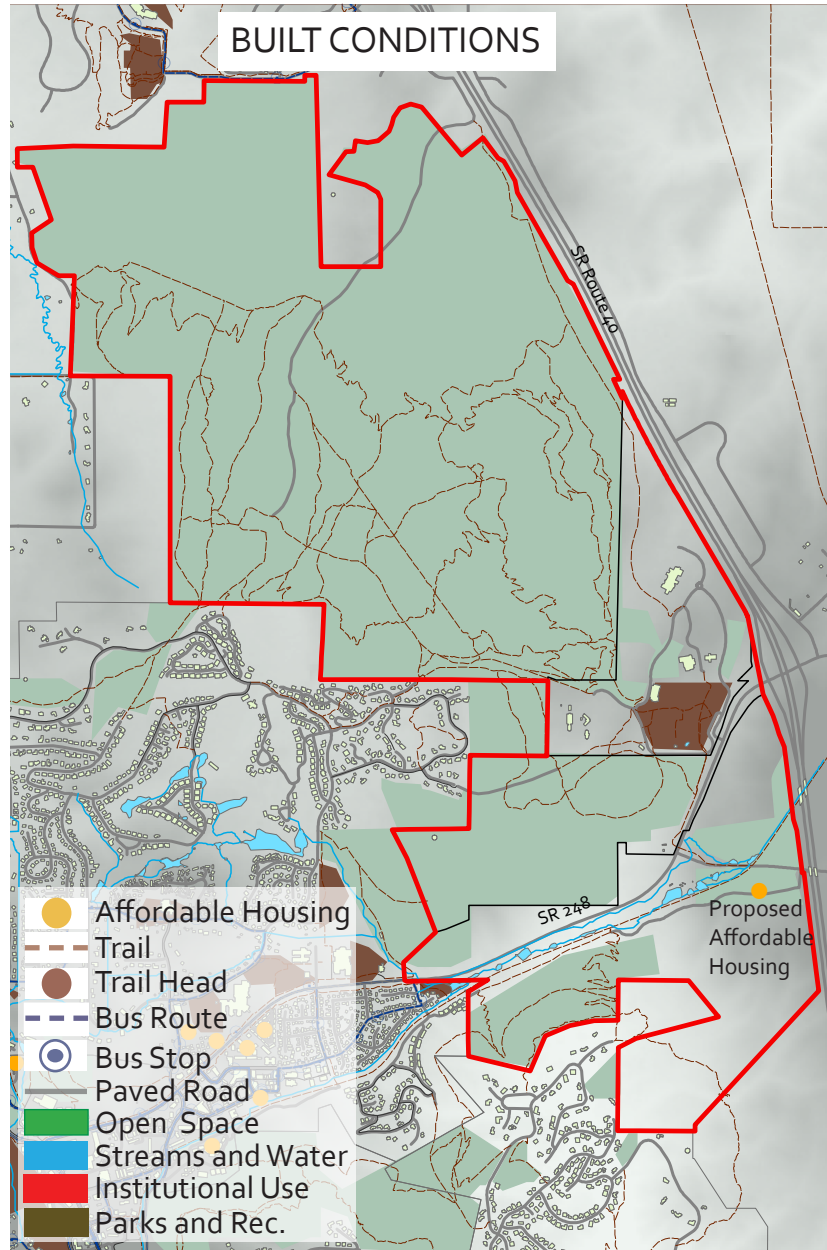 BUILT CONDITIONS
SR Route 40
SR 248
Proposed
Affordable
Housing
Affordable Housing
Trail
Trail Head
Bus Route
Bus Stop
Paved Road
Open Space
Streams and Water
Institutional Use
Parks and Rec.